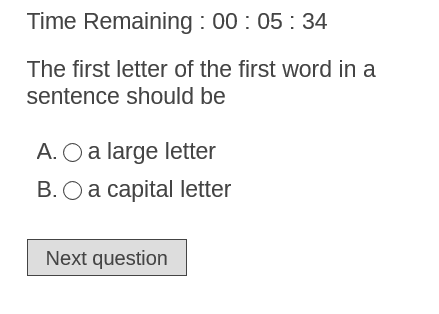 Time Remaining : 00 : 05 : 34
The first letter of the first word in a
sentence should be
A. a large letter
B. a capital letter
Next question